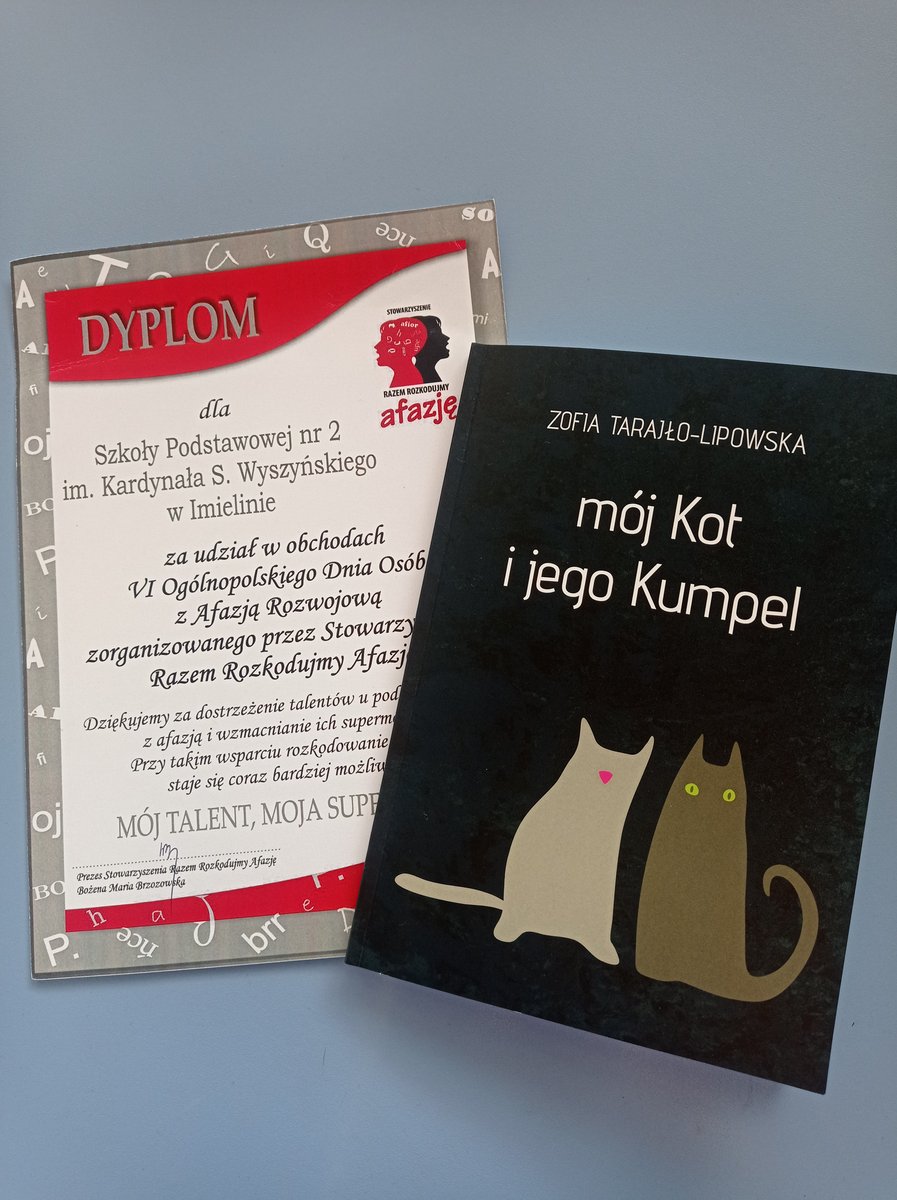 DYPLOM
STOWARZYSZENIE
afior
RAZEM ROZKODUJMY
afazję
dla
Szkoły Podstawowej nr 2
im. Kardynała S. Wyszyńskiego
w Imielinie
za udział w obchodach
VI Ogólnopolskiego Dnia Osób
z Afazją Rozwojową
zorganizowanego przez Stowarzy
Razem Rozkodujmy Afazj
Dziękujemy za dostrzeżenie talentów u pod
z afazją i wzmacnianie ich superm
Przy takim wsparciu rozkodowanie
staje się coraz bardziej możliw
MÓJ TALENT, MOJA SUPE
Prezes Stowarzyszenia Razem Rozkodujmy Afazję
Bożena Maria Brzozowska
ZOFIA TARAJŁO-LIPOWSKA
mój Kot
i jego Kumpel